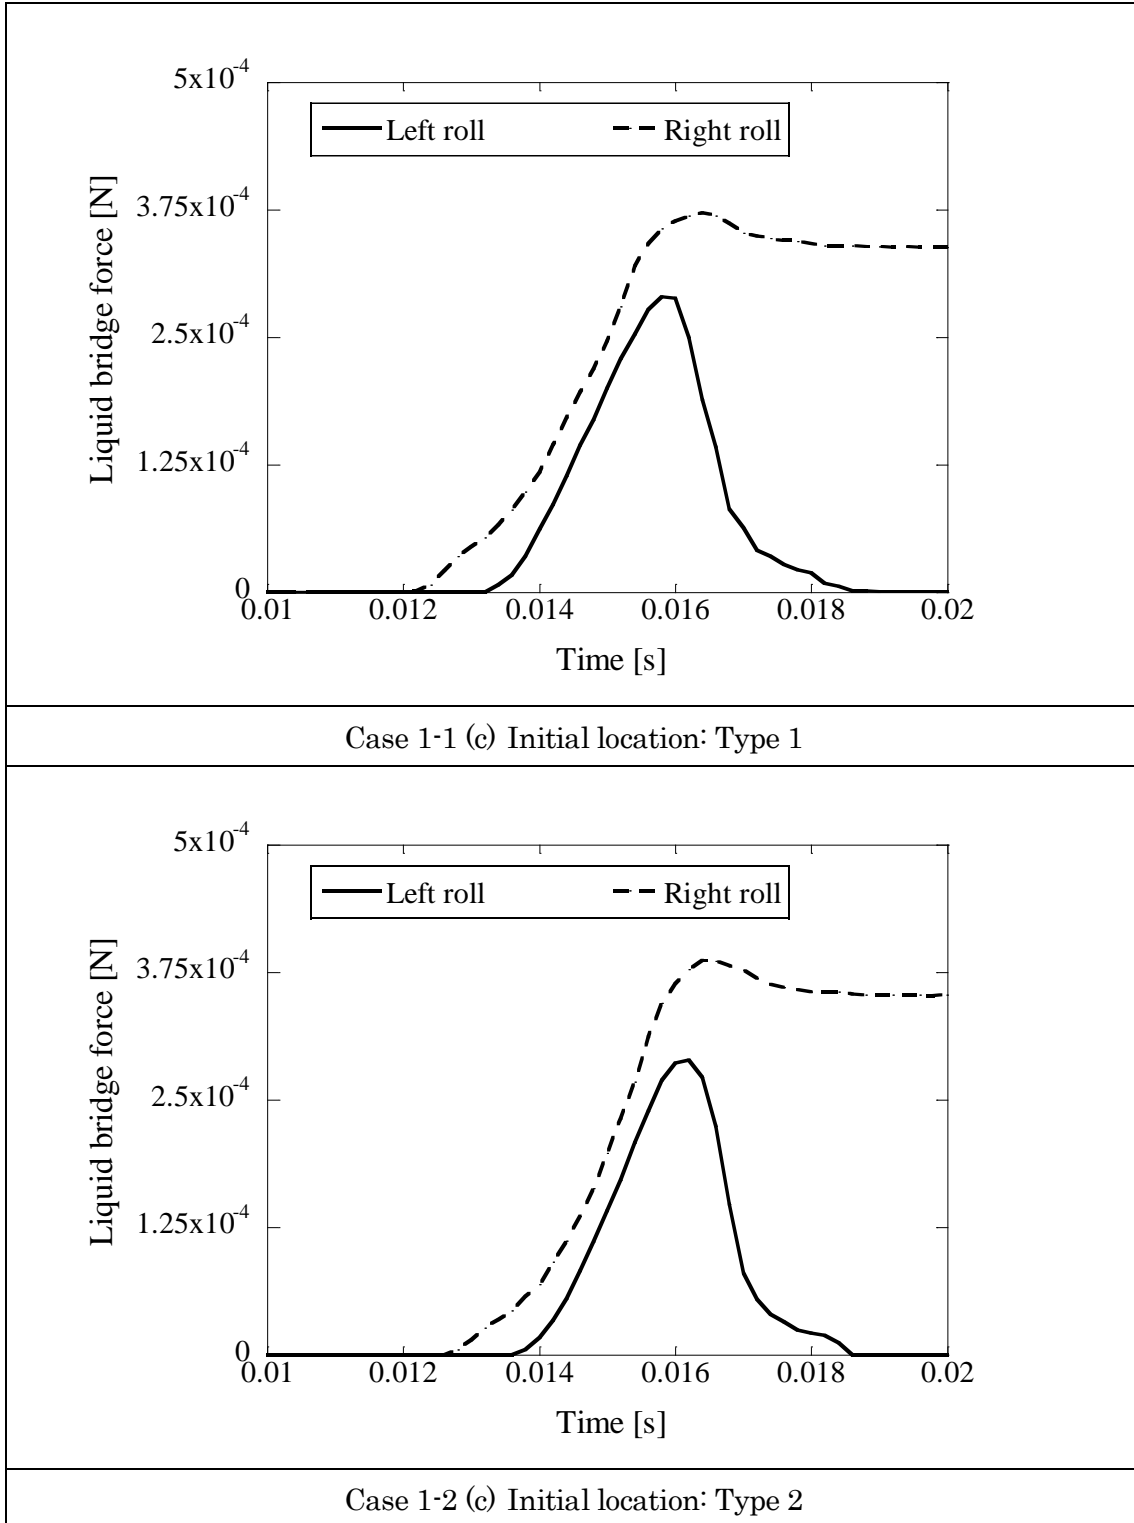 5x10-4
Left roll
Right roll
3.75x10-4
2.5x10-4
1.25x10-4
0
Liquid bridge force [N]
0.01 0.012 0.014 0.016 0.018 0.02
Time [s]
Case 1-1 (c) Initial location: Type 1
5x10-4
Left roll
Right roll
3.75x10-4
2.5x10-4
1.25x10-4
0
Liquid bridge force [N]
0.01 0.012 0.014 0.016 0.018 0.02
Time [s]
Case 1-2 (c) Initial location: Type 2